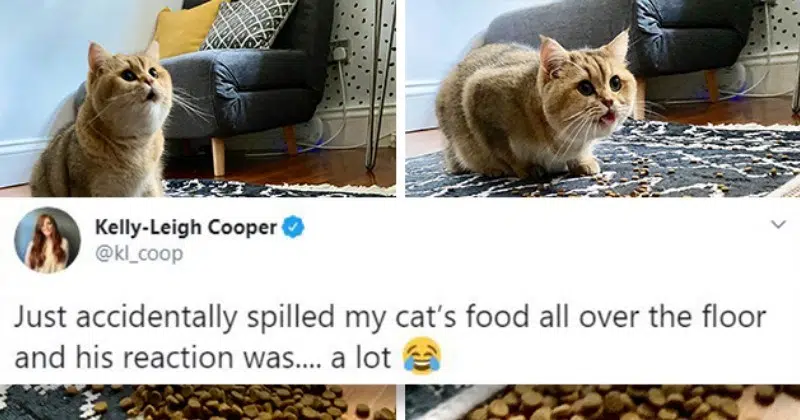 Kelly-Leigh Cooper
@kl_coop
Just accidentally spilled my cat's food all over the floor
and his reaction was.... a lot 😂